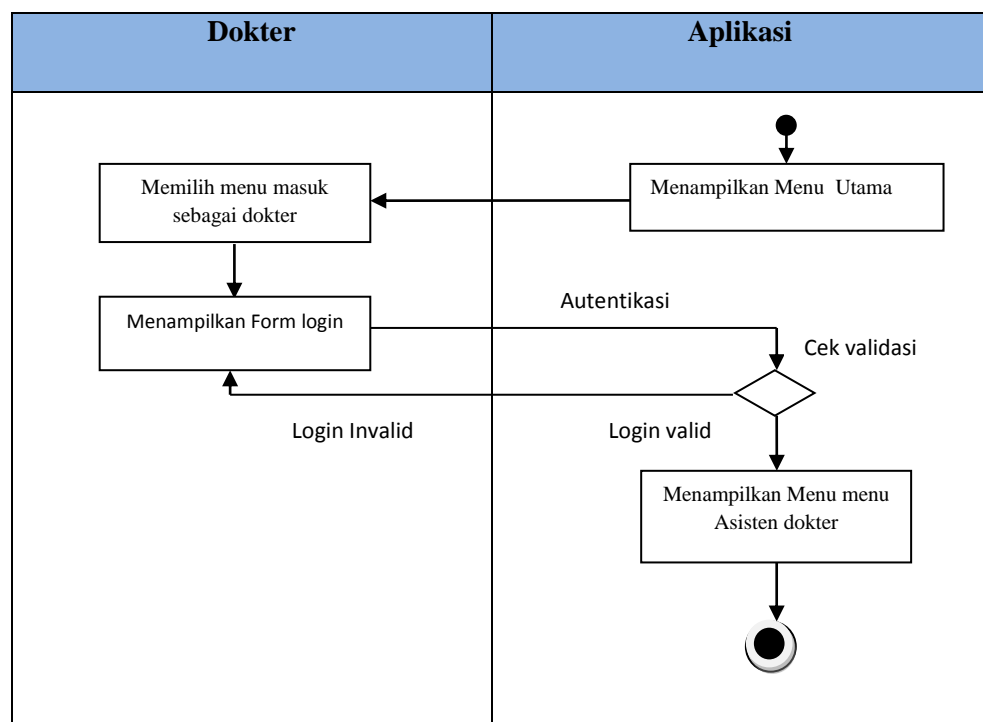 Dokter
Aplikasi
Memilih menu masuk
sebagai dokter
Menampilkan Menu Utama
Menampilkan Form login
Autentikasi
Cek validasi
Login Invalid
Login valid
Menampilkan Menu menu
Asisten dokter